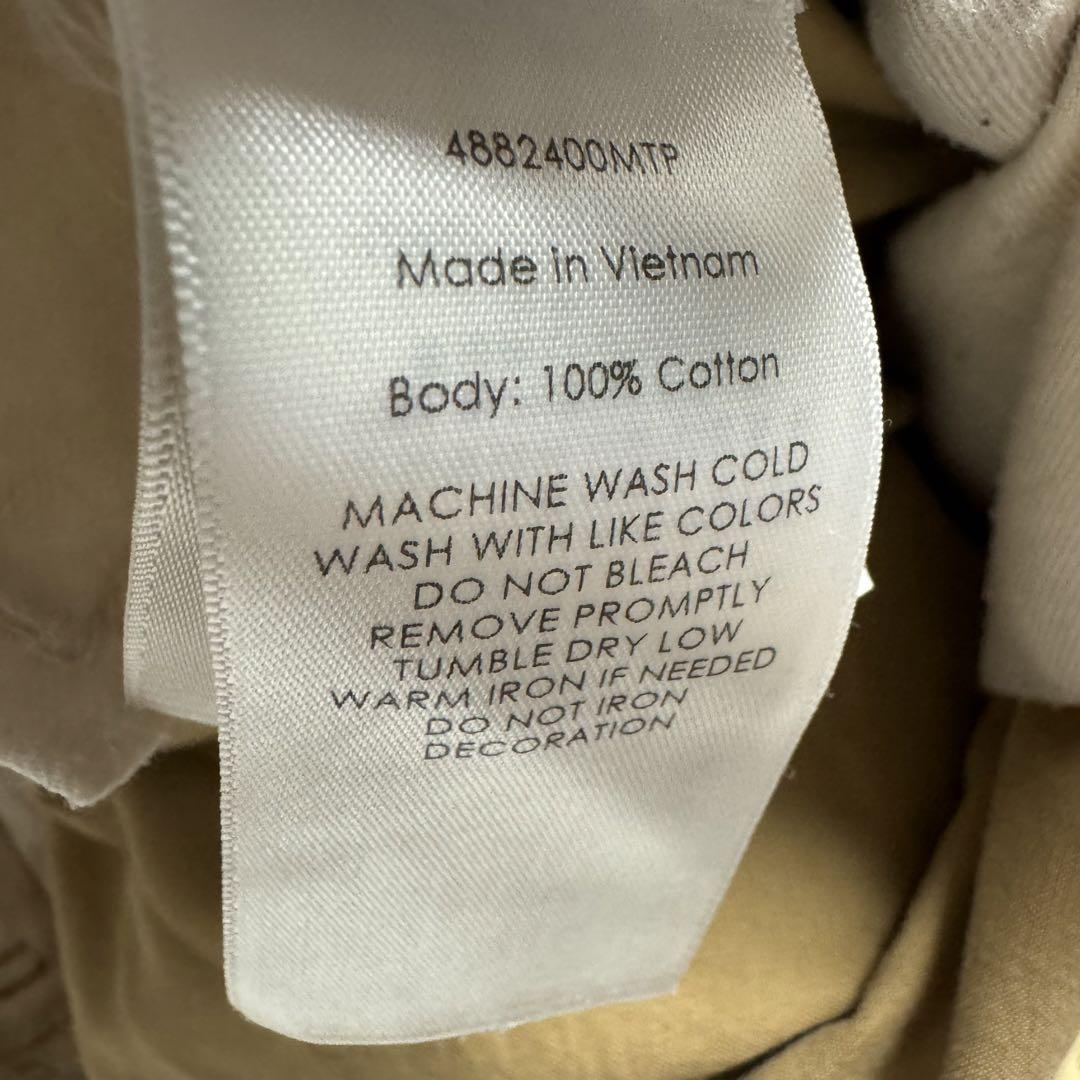 4882400MTP
Made in Vietnam
Body: 100% Cotton
MACHINE WASH COLD
WASH WITH LIKE COLORS
DO NOT BLEACH
REMOVE PROMPTLY
TUMBLE DRY LOW
WARM IRON IF NEEDED
DO NOT IRON
DECORATION